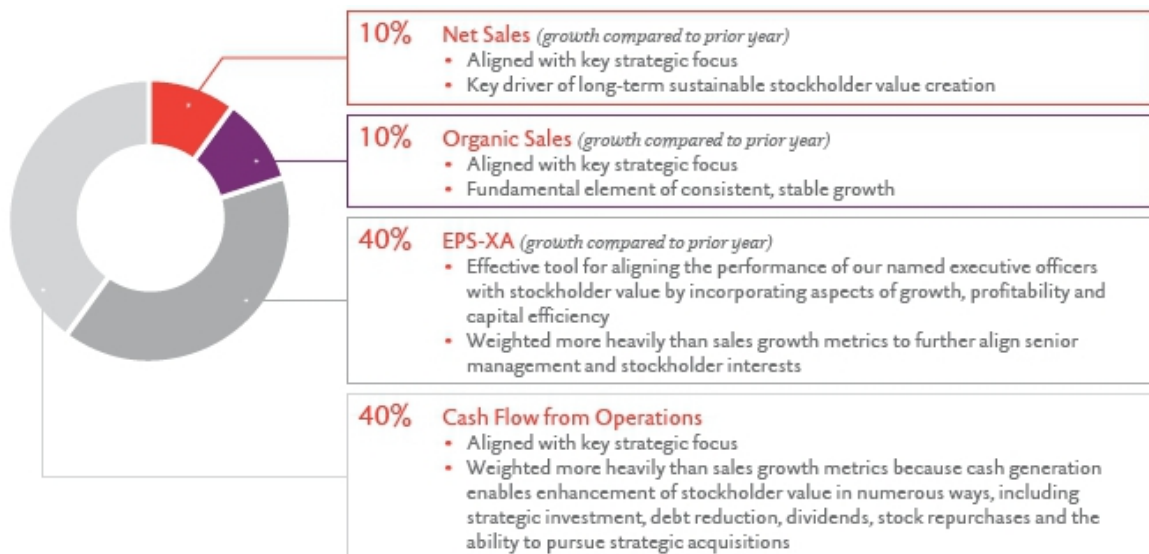 10% Net Sales (growth compared to prior year)
• Aligned with key strategic focus
• Key driver of long-term sustainable stockholder value creation
10% Organic Sales (growth compared to prior year)
• Aligned with key strategic focus
• Fundamental element of consistent, stable growth
40% EPS-XA (growth compared to prior year)
• Effective tool for aligning the performance of our named executive officers
with stockholder value by incorporating aspects of growth, profitability and
capital efficiency
• Weighted more heavily than sales growth metrics to further align senior
management and stockholder interests
40% Cash Flow from Operations
• Aligned with key strategic focus
• Weighted more heavily than sales growth metrics because cash generation
enables enhancement of stockholder value in numerous ways, including
strategic investment, debt reduction, dividends, stock repurchases and the
ability to pursue strategic acquisitions